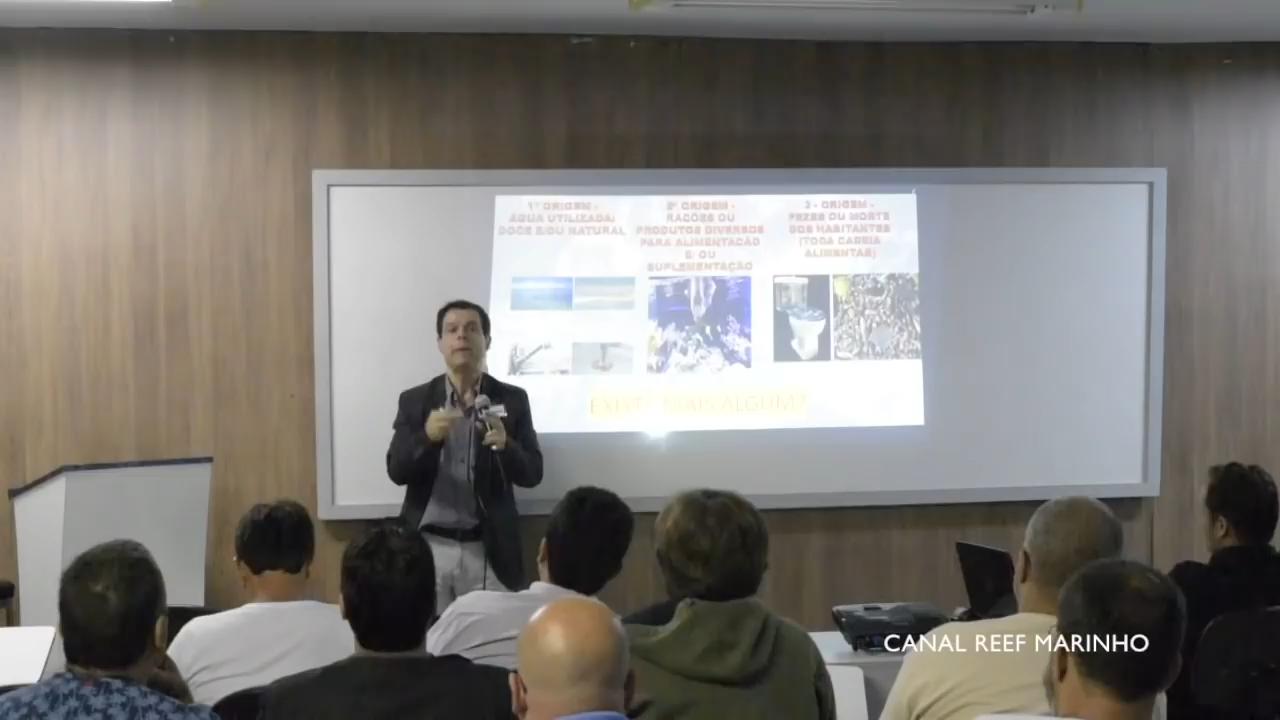 1ª ORIGEM -
ÁGUA UTILIZADA:
DOCE E/OU NATURAL
2ª ORIGEM -
RAÇÕES OU
PRODUTOS DIVERSOS
PARA ALIMENTAÇÃO
E/ OU
SUPLEMENTAÇÃO
3 - ORIGEM -
FEZES OU MORTE
DOS HABITANTES
(TODA CADEIA
ALIMENTAR)
EXISTE MAIS ALGUM?
CANAL REEF MARINHO